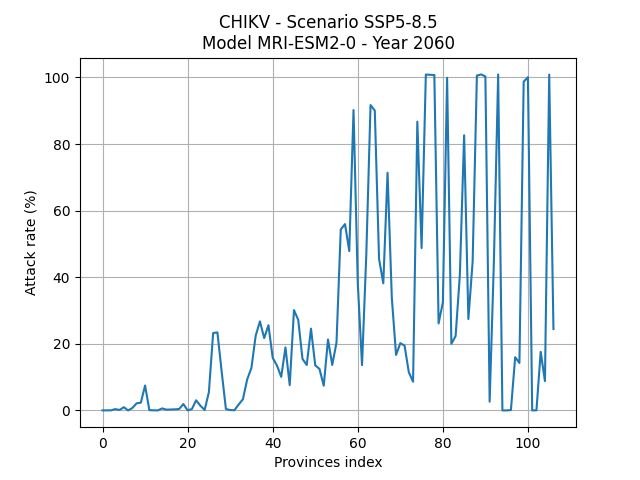 CHIKV - Scenario SSP5-8.5
Model MRI-ESM2-0 - Year 2060
Attack rate (%)
100
80
60
40
20
0
0 20 40 60 80 100
Provinces index